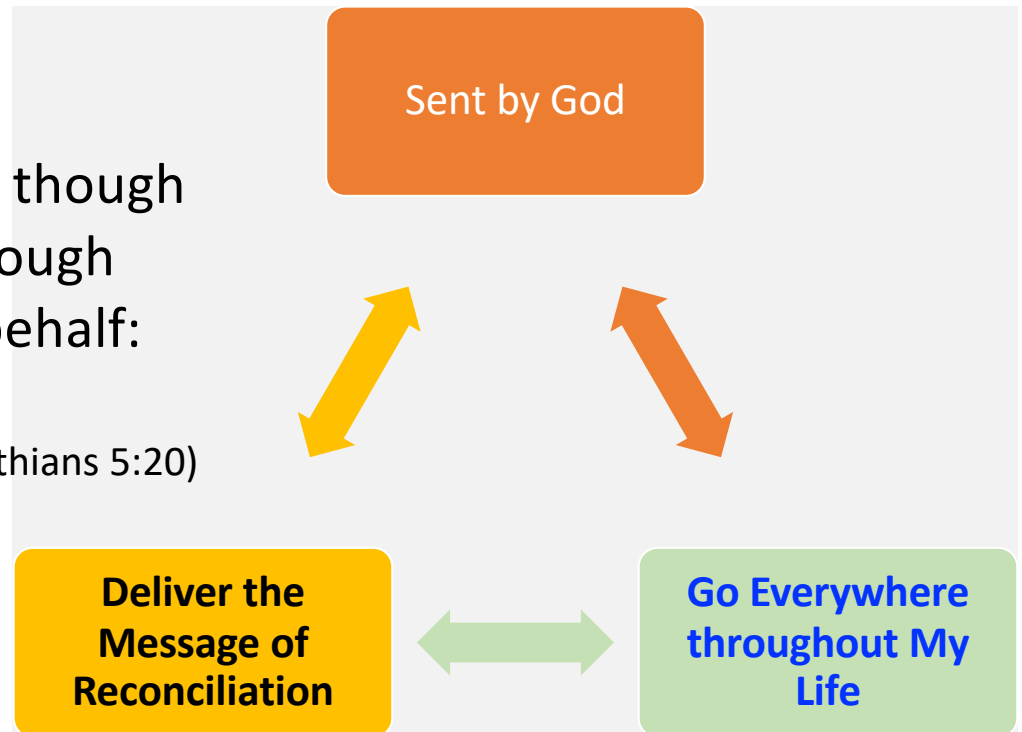 Sent by God
though
ough
behalf:
thians 5:20)
Deliver the
Message of
Reconciliation
Go Everywhere
throughout My
Life